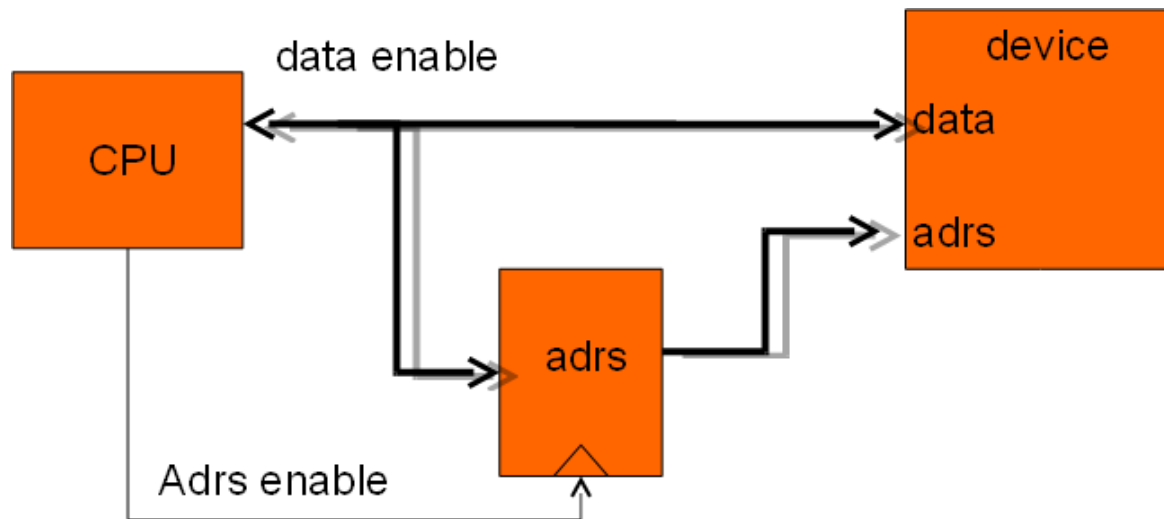 data enable
device
data
CPU
adrs
adrs
Adrs enable